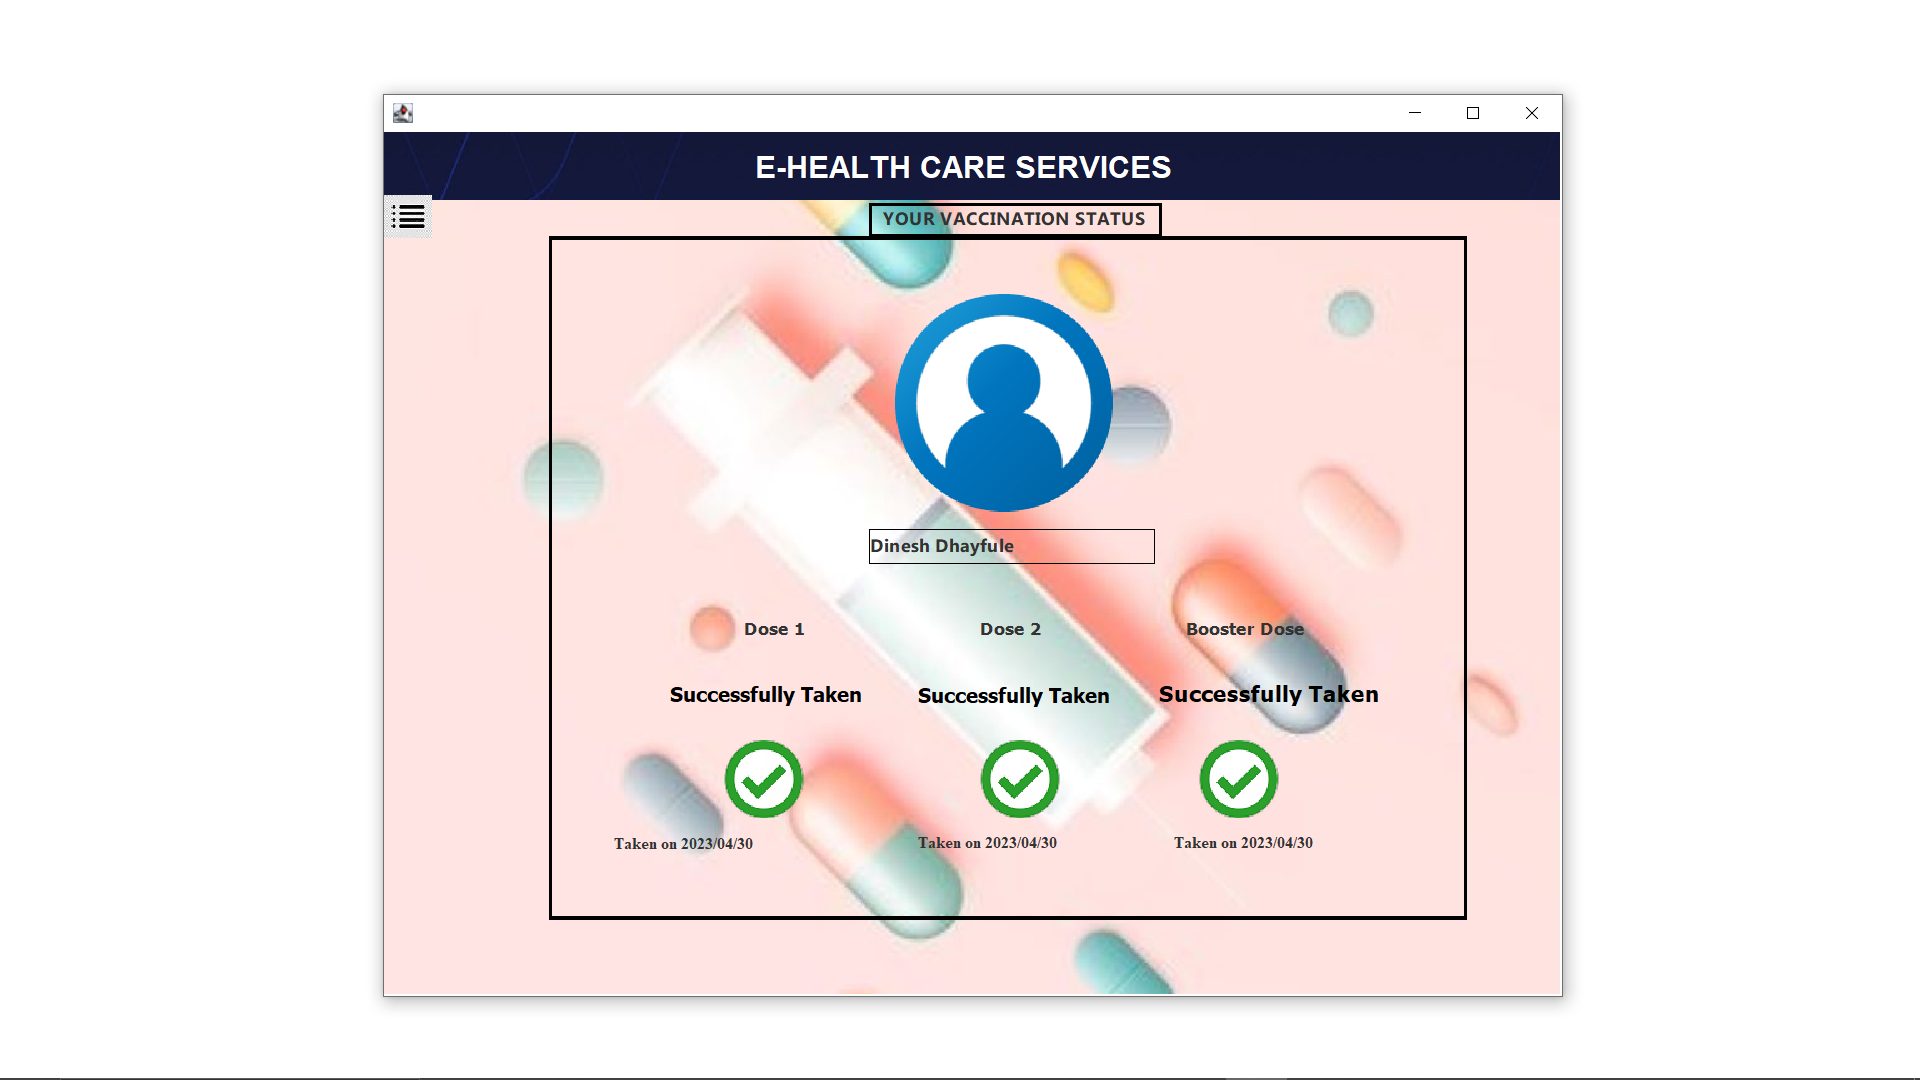 E-HEALTH CARE SERVICES
YOUR VACCINATION STATUS
Dinesh Dhayfule
Dose 1
Dose 2
Booster Dose
Successfully Taken
Successfully Taken
Successfully Taken
Taken on 2023/04/30
Taken on 2023/04/30
Taken on 2023/04/30